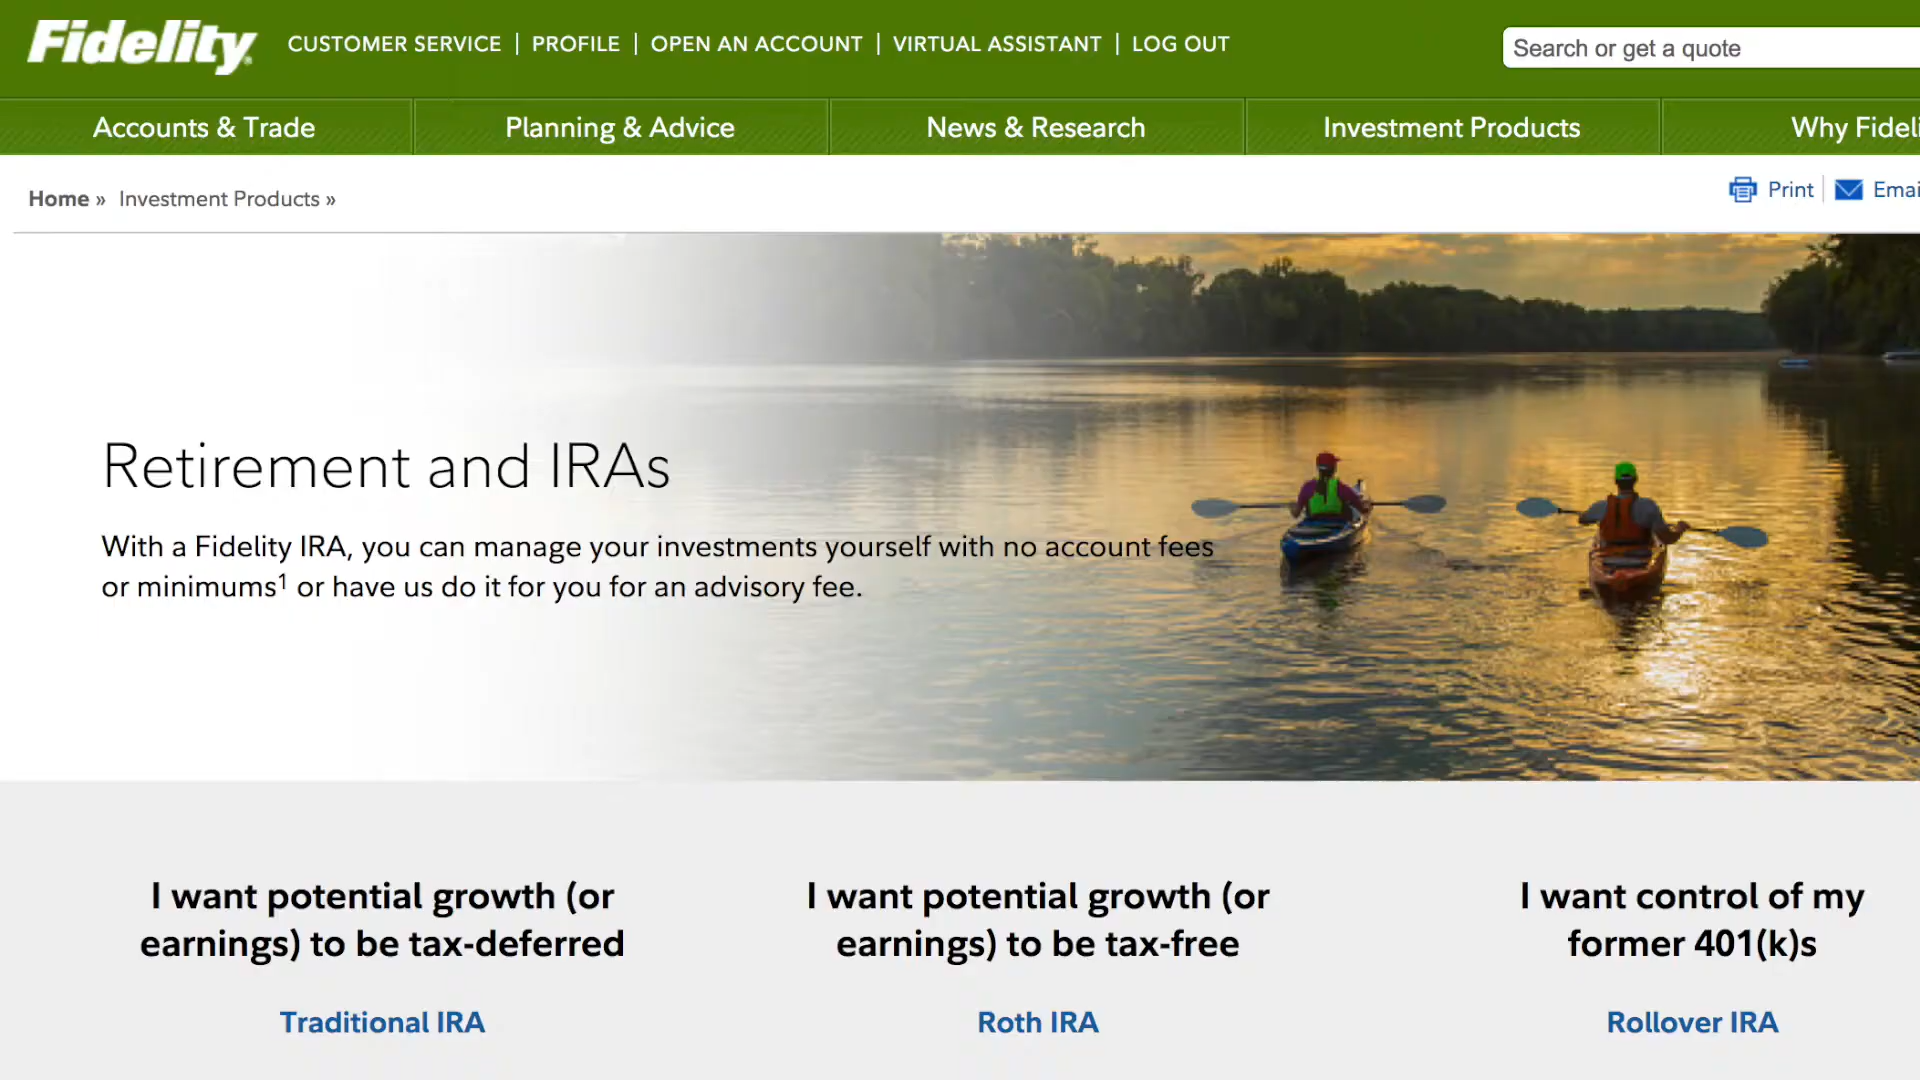 Fidelity
CUSTOMER SERVICE | PROFILE | OPEN AN ACCOUNT | VIRTUAL ASSISTANT | LOG OUT
Search or get a quote
Accounts & Trade
Planning & Advice
News & Research
Investment Products
Why Fideli
Home » Investment Products »
Print
Emai
Retirement and IRAs
With a Fidelity IRA, you can manage your investments yourself with no account fees
or minimums¹ or have us do it for you for an advisory fee.
I want potential growth (or
earnings) to be tax-deferred
Traditional IRA
I want potential growth (or
earnings) to be tax-free
Roth IRA
I want control of my
former 401(k)s
Rollover IRA